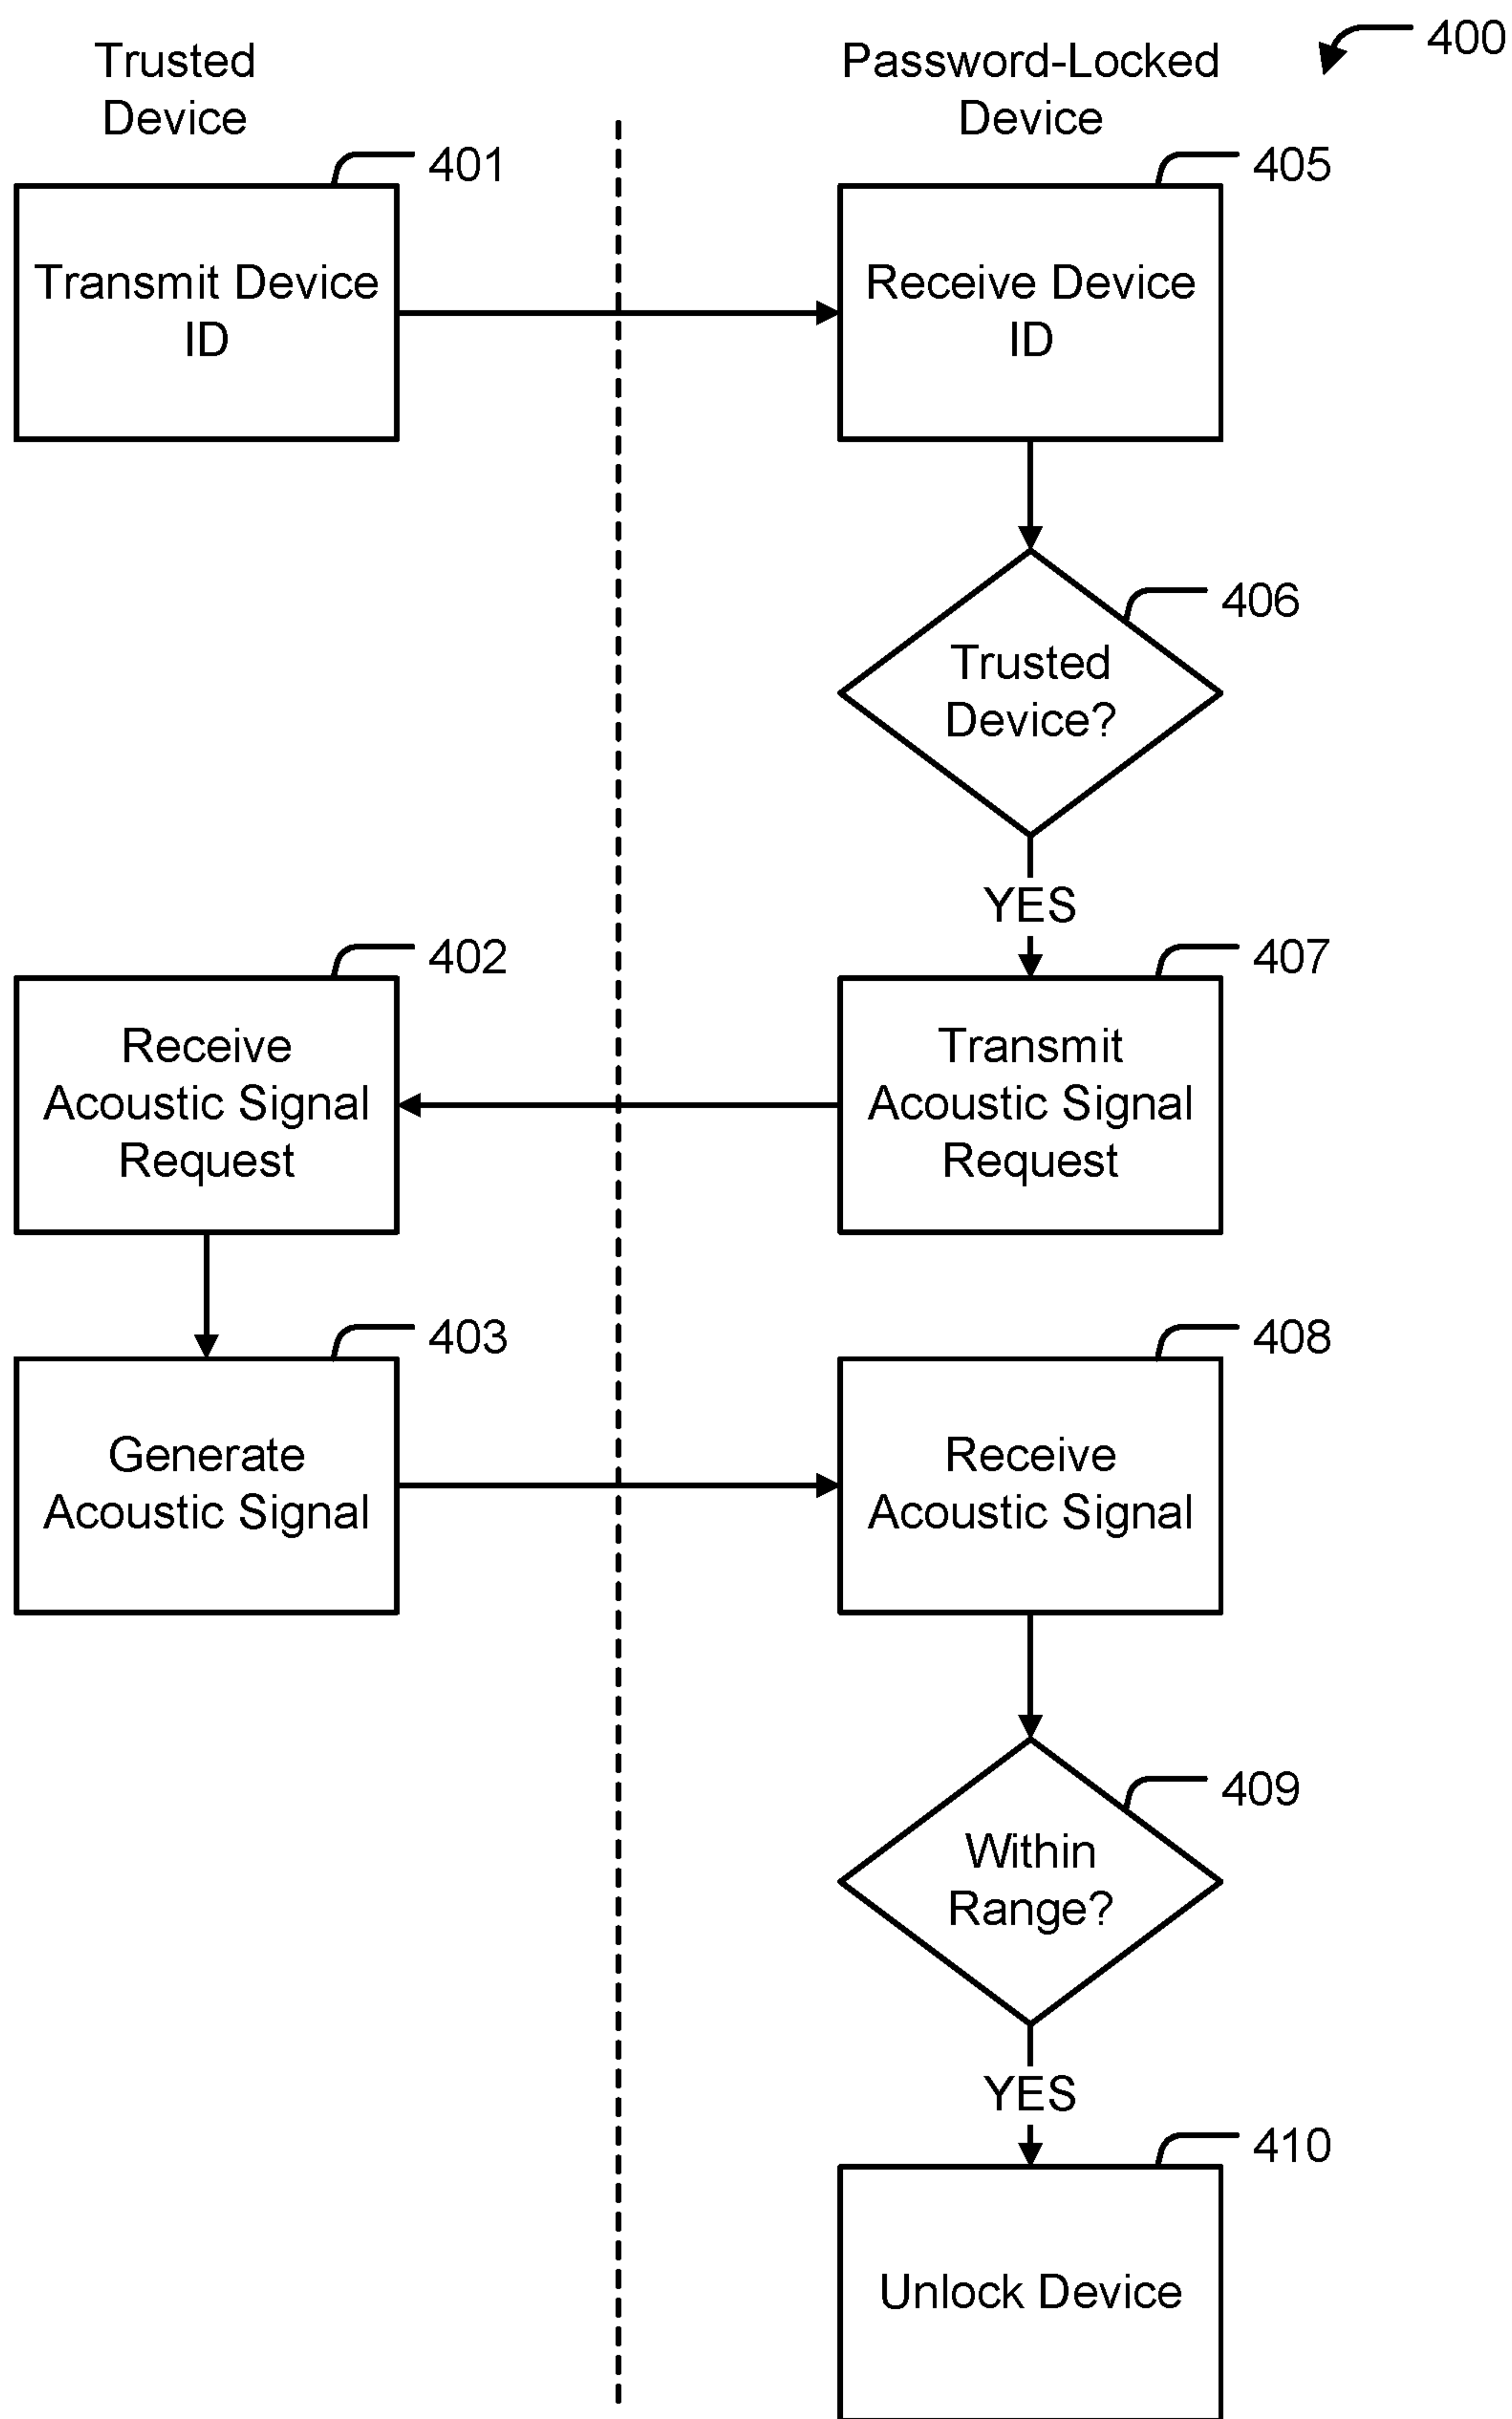 400
Trusted
Device
Password-Locked
Device
401
Transmit Device
ID
405
Receive Device
ID
406
Trusted
Device?
YES
402
Receive
Acoustic Signal
Request
407
Transmit
Acoustic Signal
Request
403
Generate
Acoustic Signal
408
Receive
Acoustic Signal
409
Within
Range?
YES
410
Unlock Device